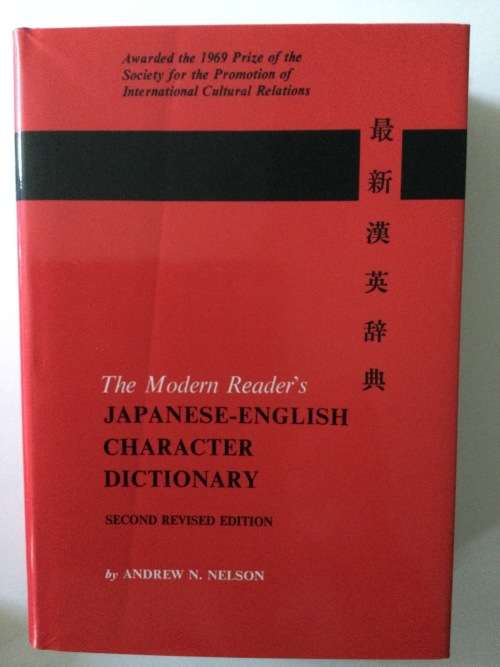 Awarded the 1969 Prize of the
Society for the Promotion of
International Cultural Relations
最新漢英辞典
The Modern Reader's
JAPANESE-ENGLISH
CHARACTER
DICTIONARY
SECOND REVISED EDITION
by ANDREW N. NELSON